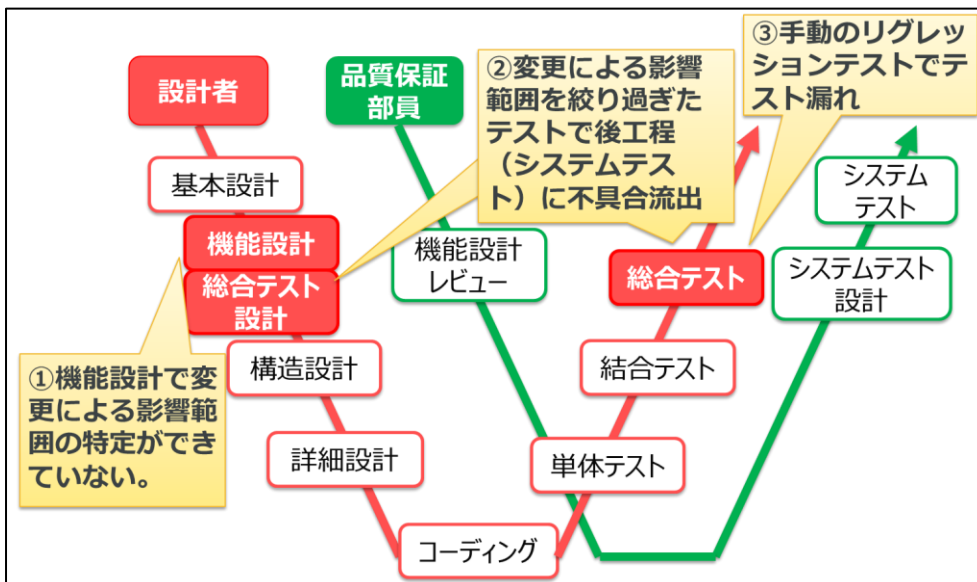 設計者
基本設計
機能設計
総合テスト
設計
構造設計
詳細設計
コーディング
①機能設計で変
更による影響範
囲の特定ができ
ていない。
品質保証
部員
機能設計
レビュー
②変更による影響
範囲を絞り過ぎた
テストで後工程
（システムテス
ト）に不具合流出
③手動のリグレッ
ションテストでテ
スト漏れ
総合テスト
結合テスト
単体テスト
システム
テスト
システムテスト
設計